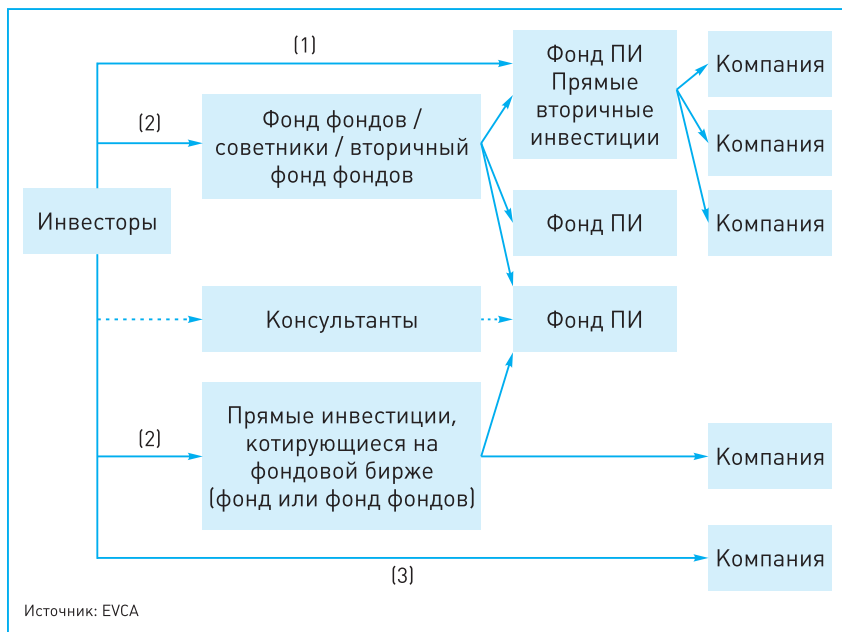 (1)
Фонд ПИ
Прямые
вторичные
инвестиции
Компания
(2)
Фонд фондов /
советники / вторичный
фонд фондов
Компания
Инвесторы
Фонд ПИ
Компания
Консультанты
Фонд ПИ
(2)
Прямые инвестиции,
котирующиеся на
фондовой бирже
(фонд или фонд фондов)
Компания
Компания
(3)
Источник: EVCA